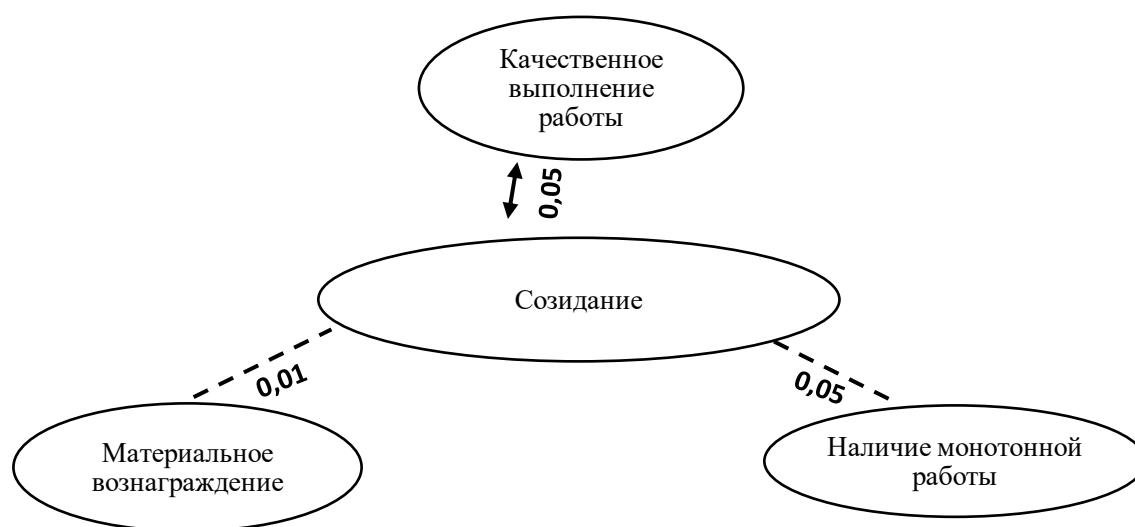 Качественное
выполнение
работы
0,05
Созидание
0,01
0,05
Материальное
вознаграждение
Наличие монотонной
работы